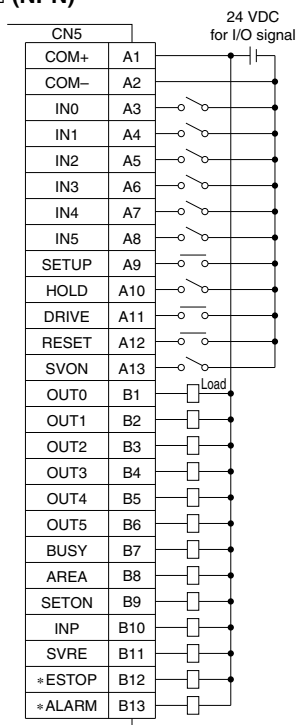 (NPN)
24 VDC
for I/O signal
CN5
COM+ A1
COM– A2
IN0 A3
IN1 A4
IN2 A5
IN3 A6
IN4 A7
IN5 A8
SETUP A9
HOLD A10
DRIVE A11
RESET A12
SVON A13
OUT0 B1 Load
OUT1 B2
OUT2 B3
OUT3 B4
OUT4 B5
OUT5 B6
BUSY B7
AREA B8
SETON B9
INP B10
SVRE B11
∗ESTOP B12
∗ALARM B13